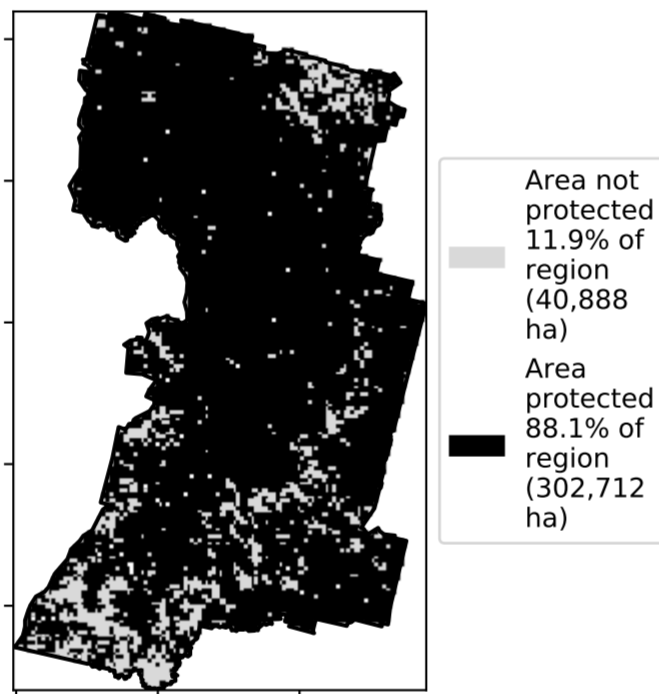 Area not
protected
11.9% of
region
(40,888
ha)
Area
protected
88.1% of
region
(302,712
ha)